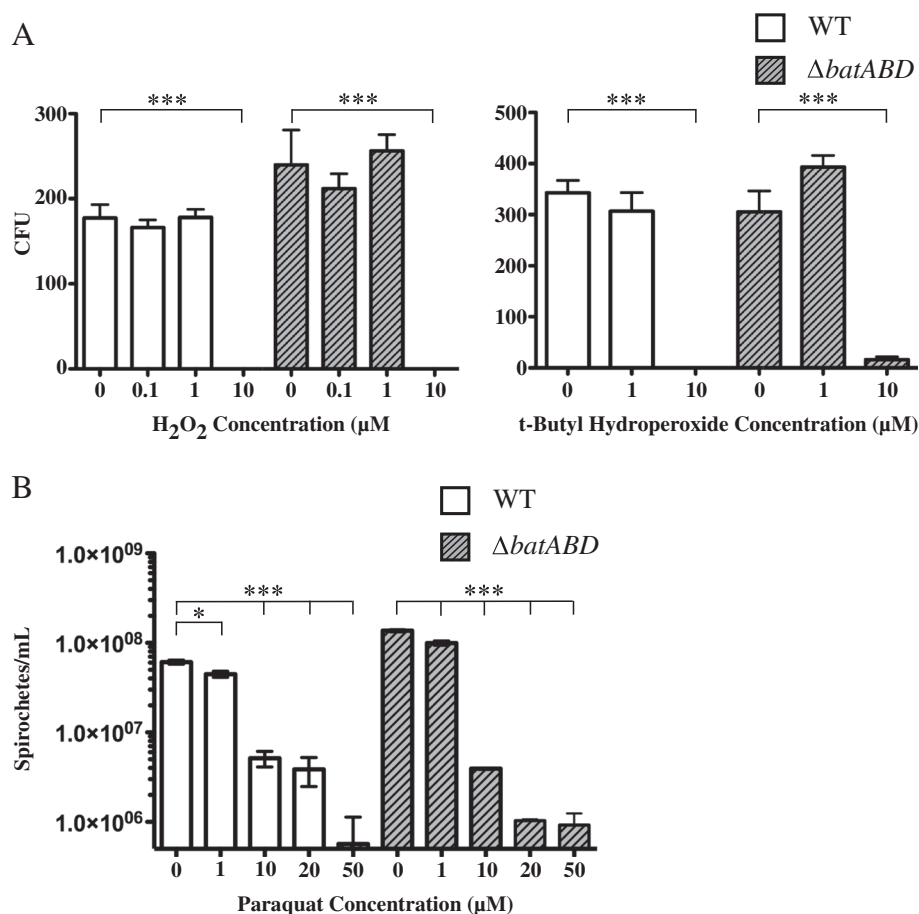 A
WT
ΔbatABD
***
***
300
200
100
0
CFU
0 0.1 1 10 0 0.1 1 10
H2O2 Concentration (µM
***
***
500
400
300
200
100
0
0 1 10 0 1 10
t-Butyl Hydroperoxide Concentration (µM)
B
WT
ΔbatABD
1.0×10^09
1.0×10^08
1.0×10^07
1.0×10^06
Spirochetes/mL
***
*
***
0 1 10 20 50 0 1 10 20 50
Paraquat Concentration (µM)